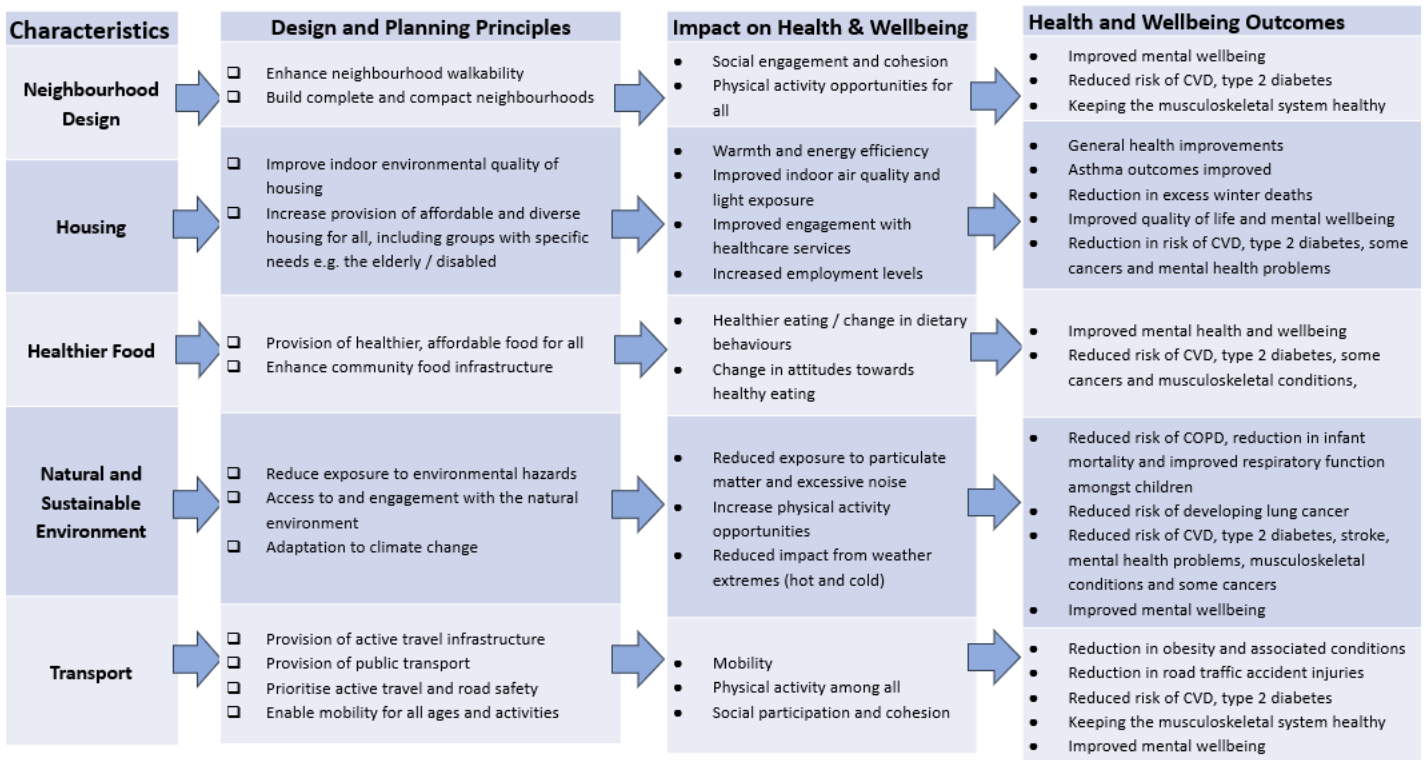 Characteristics
Design and Planning Principles
Impact on Health & Wellbeing
Health and Wellbeing Outcomes
Neighbourhood
Design
❑ Enhance neighbourhood walkability
❑ Build complete and compact neighbourhoods
● Social engagement and cohesion
● Physical activity opportunities for
all
● Improved mental wellbeing
● Reduced risk of CVD, type 2 diabetes
● Keeping the musculoskeletal system healthy
Housing
❑ Improve indoor environmental quality of
housing
❑ Increase provision of affordable and diverse
housing for all, including groups with specific
needs e.g. the elderly / disabled
● Warmth and energy efficiency
● Improved indoor air quality and
light exposure
● Improved engagement with
healthcare services
● Increased employment levels
● General health improvements
● Asthma outcomes improved
● Reduction in excess winter deaths
● Improved quality of life and mental wellbeing
● Reduction in risk of CVD, type 2 diabetes, some
cancers and mental health problems
Healthier Food
❑ Provision of healthier, affordable food for all
❑ Enhance community food infrastructure
● Healthier eating / change in dietary
behaviours
● Change in attitudes towards
healthy eating
● Improved mental health and wellbeing
● Reduced risk of CVD, type 2 diabetes, some
cancers and musculoskeletal conditions,
Natural and
Sustainable
Environment
❑ Reduce exposure to environmental hazards
❑ Access to and engagement with the natural
environment
❑ Adaptation to climate change
● Reduced exposure to particulate
matter and excessive noise
● Increase physical activity
opportunities
● Reduced impact from weather
extremes (hot and cold)
● Reduced risk of COPD, reduction in infant
mortality and improved respiratory function
amongst children
● Reduced risk of developing lung cancer
● Reduced risk of CVD, type 2 diabetes, stroke,
mental health problems, musculoskeletal
conditions and some cancers
● Improved mental wellbeing
Transport
❑ Provision of active travel infrastructure
❑ Provision of public transport
❑ Prioritise active travel and road safety
❑ Enable mobility for all ages and activities
● Mobility
● Physical activity among all
● Social participation and cohesion
● Reduction in obesity and associated conditions
● Reduction in road traffic accident injuries
● Reduced risk of CVD, type 2 diabetes
● Keeping the musculoskeletal system healthy
● Improved mental wellbeing